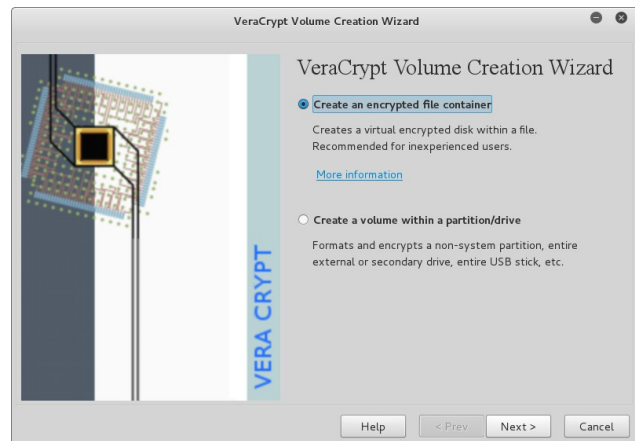 VeraCrypt Volume Creation Wizard
VERA CRYPT
VeraCrypt Volume Creation Wizard
Create an encrypted file container
Creates a virtual encrypted disk within a file.
Recommended for inexperienced users.
More information
Create a volume within a partition/drive
Formats and encrypts a non-system partition, entire
external or secondary drive, entire USB stick, etc.
Help
< Prev
Next >
Cancel